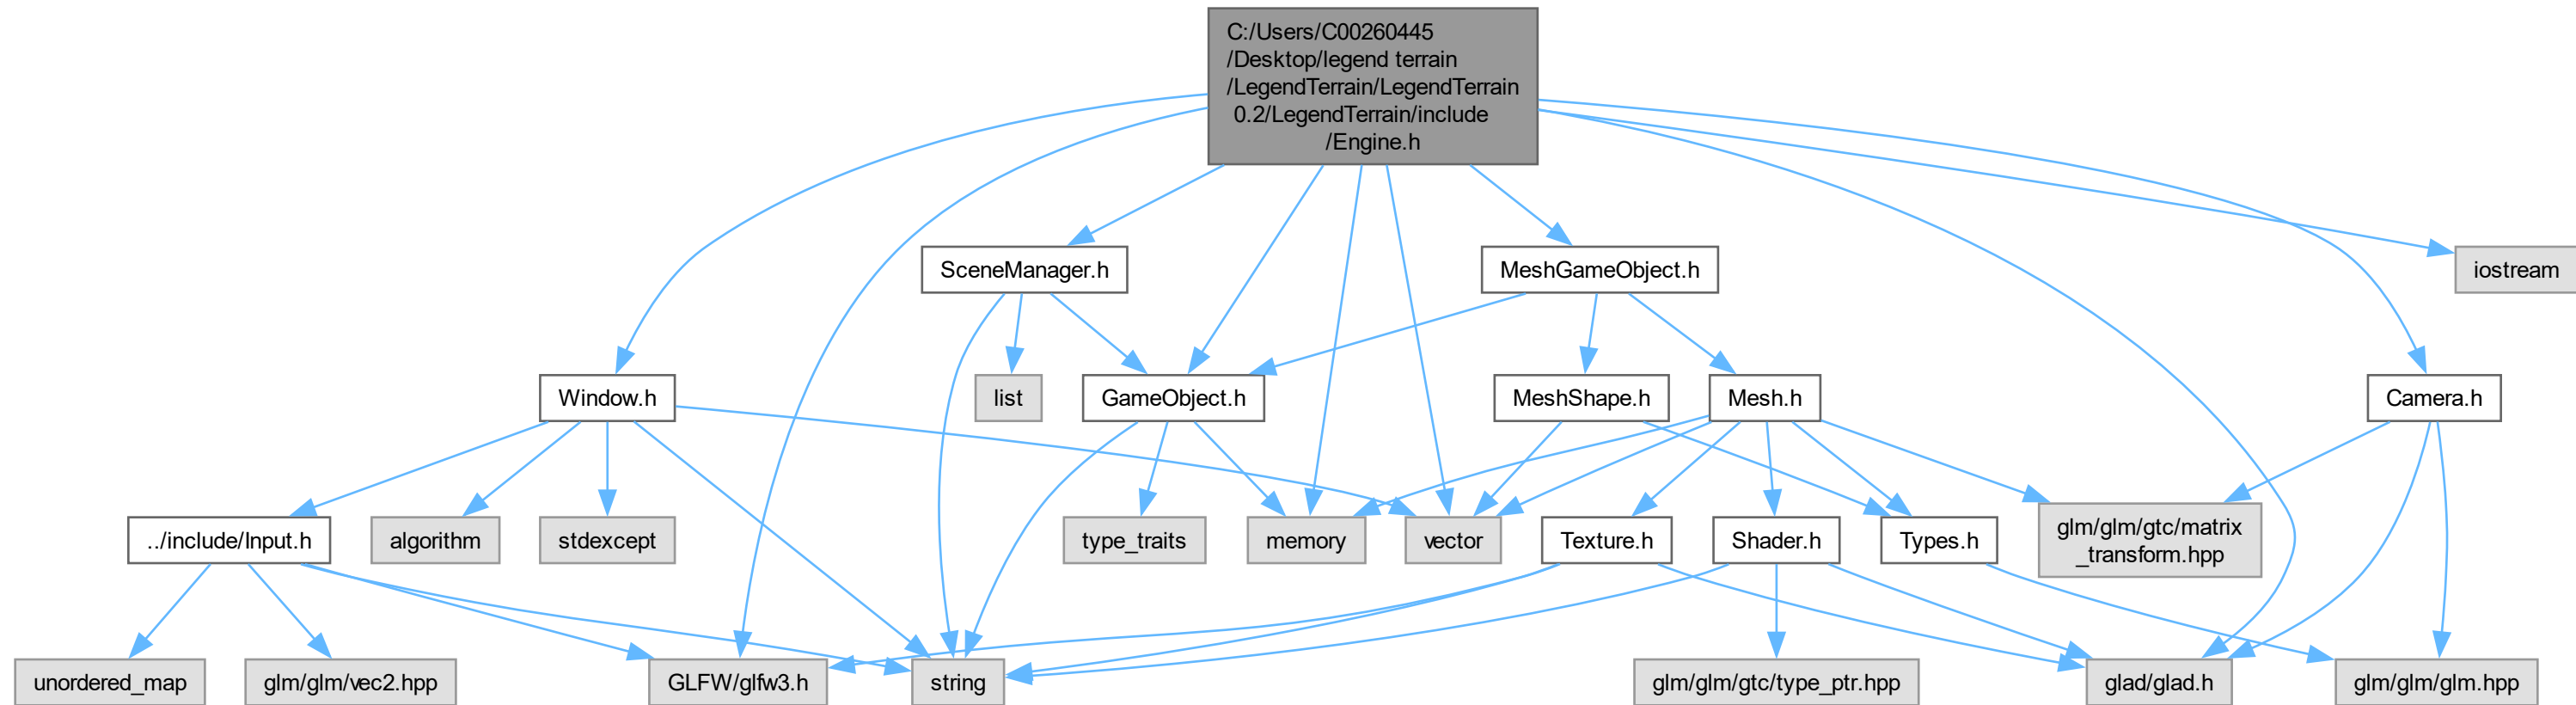 C:/Users/C00260445
/Desktop/legend terrain
/LegendTerrain/LegendTerrain
0.2/LegendTerrain/include
/Engine.h
SceneManager.h
MeshGameObject.h
iostream
Window.h
list
GameObject.h
MeshShape.h
Mesh.h
Camera.h
../include/Input.h
algorithm
stdexcept
type_traits
memory
vector
Texture.h
Shader.h
Types.h
glm/glm/gtc/matrix
_transform.hpp
unordered_map
glm/glm/vec2.hpp
GLFW/glfw3.h
string
glm/glm/gtc/type_ptr.hpp
glad/glad.h
glm/glm/glm.hpp